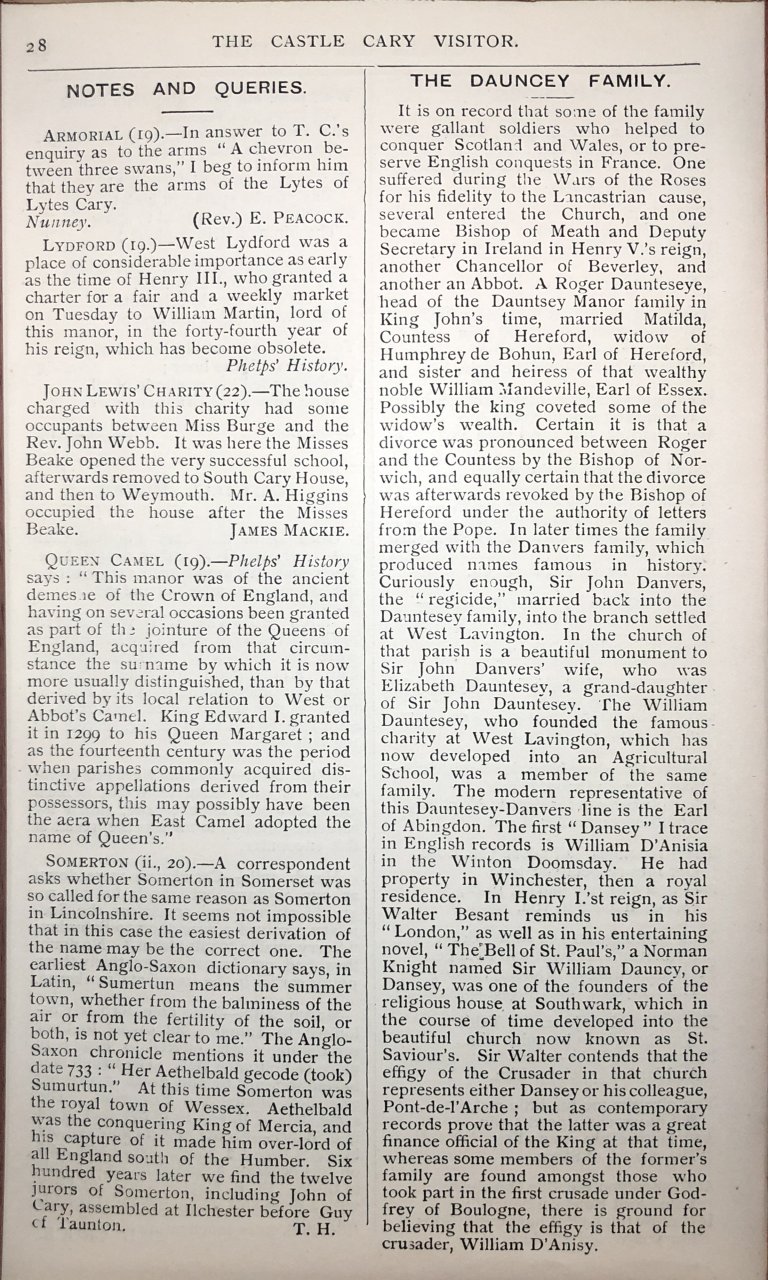 28
THE CASTLE CARY VISITOR.
NOTES AND QUERIES.
ARMORIAL (19).—In answer to T. C.'s
enquiry as to the arms " A chevron be-
tween three swans," I beg to inform him
that they are the arms of the Lytes of
Lytes Cary.
Nunney. (Rev.) E. PEACOCK.
LYDFORD (19.)—West Lydford was a
place of considerable importance as early
as the time of Henry III., who granted a
charter for a fair and a weekly market
on Tuesday to William Martin, lord of
this manor, in the forty-fourth year of
his reign, which has become obsolete.
Phelps' History.
JOHN LEWIS' CHARITY (22).—The house
charged with this charity had some
occupants between Miss Burge and the
Rev. John Webb. It was here the Misses
Beake opened the very successful school,
afterwards removed to South Cary House,
and then to Weymouth. Mr. A. Higgins
occupied the house after the Misses
Beake. JAMES MACKIE.
QUEEN CAMEL (19).—Phelps' History
says : " This manor was of the ancient
demesne of the Crown of England, and
having on several occasions been granted
as part of the jointure of the Queens of
England, acquired from that circum-
stance the surname by which it is now
more usually distinguished, than by that
derived by its local relation to West or
Abbot's Camel. King Edward I. granted
it in 1299 to his Queen Margaret ; and
as the fourteenth century was the period
when parishes commonly acquired dis-
tinctive appellations derived from their
possessors, this may possibly have been
the aera when East Camel adopted the
name of Queen's."
SOMERTON (ii., 20).—A correspondent
asks whether Somerton in Somerset was
so called for the same reason as Somerton
in Lincolnshire. It seems not impossible
that in this case the easiest derivation of
the name may be the correct one. The
earliest Anglo-Saxon dictionary says, in
Latin, " Sumertun means the summer
town, whether from the balminess of the
air or from the fertility of the soil, or
both, is not yet clear to me." The Anglo-
Saxon chronicle mentions it under the
date 733 : " Her Aethelbald gecode (took)
Sumurtun." At this time Somerton was
the royal town of Wessex. Aethelbald
was the conquering King of Mercia, and
his capture of it made him over-lord of
all England south of the Humber. Six
hundred years later we find the twelve
jurors of Somerton, including John of
Cary, assembled at Ilchester before Guy
of Taunton. T. H.
THE DAUNCEY FAMILY.
It is on record that some of the family
were gallant soldiers who helped to
conquer Scotland and Wales, or to pre-
serve English conquests in France. One
suffered during the Wars of the Roses
for his fidelity to the Lancastrian cause,
several entered the Church, and one
became Bishop of Meath and Deputy
Secretary in Ireland in Henry V.'s reign,
another Chancellor of Beverley, and
another an Abbot. A Roger Daunteseye,
head of the Dauntsey Manor family in
King John's time, married Matilda,
Countess of Hereford, widow of
Humphrey de Bohun, Earl of Hereford,
and sister and heiress of that wealthy
noble William Mandeville, Earl of Essex.
Possibly the king coveted some of the
widow's wealth. Certain it is that a
divorce was pronounced between Roger
and the Countess by the Bishop of Nor-
wich, and equally certain that the divorce
was afterwards revoked by the Bishop of
Hereford under the authority of letters
from the Pope. In later times the family
merged with the Danvers family, which
produced names famous in history.
Curiously enough, Sir John Danvers,
the " regicide," married back into the
Dauntesey family, into the branch settled
at West Lavington. In the church of
that parish is a beautiful monument to
Sir John Danvers' wife, who was
Elizabeth Dauntesey, a grand-daughter
of Sir John Dauntesey. The William
Dauntesey, who founded the famous
charity at West Lavington, which has
now developed into an Agricultural
School, was a member of the same
family. The modern representative of
this Dauntesey-Danvers line is the Earl
of Abingdon. The first " Dansey " I trace
in English records is William D'Anisia
in the Winton Doomsday. He had
property in Winchester, then a royal
residence. In Henry I.'st reign, as Sir
Walter Besant reminds us in his
" London," as well as in his entertaining
novel, " The Bell of St. Paul's," a Norman
Knight named Sir William Dauncy, or
Dansey, was one of the founders of the
religious house at Southwark, which in
the course of time developed into the
beautiful church now known as St.
Saviour's. Sir Walter contends that the
effigy of the Crusader in that church
represents either Dansey or his colleague,
Pont-de-l'Arche ; but as contemporary
records prove that the latter was a great
finance official of the King at that time,
whereas some members of the former's
family are found amongst those who
took part in the first crusade under God-
frey of Boulogne, there is ground for
believing that the effigy is that of the
crusader, William D'Anisy.